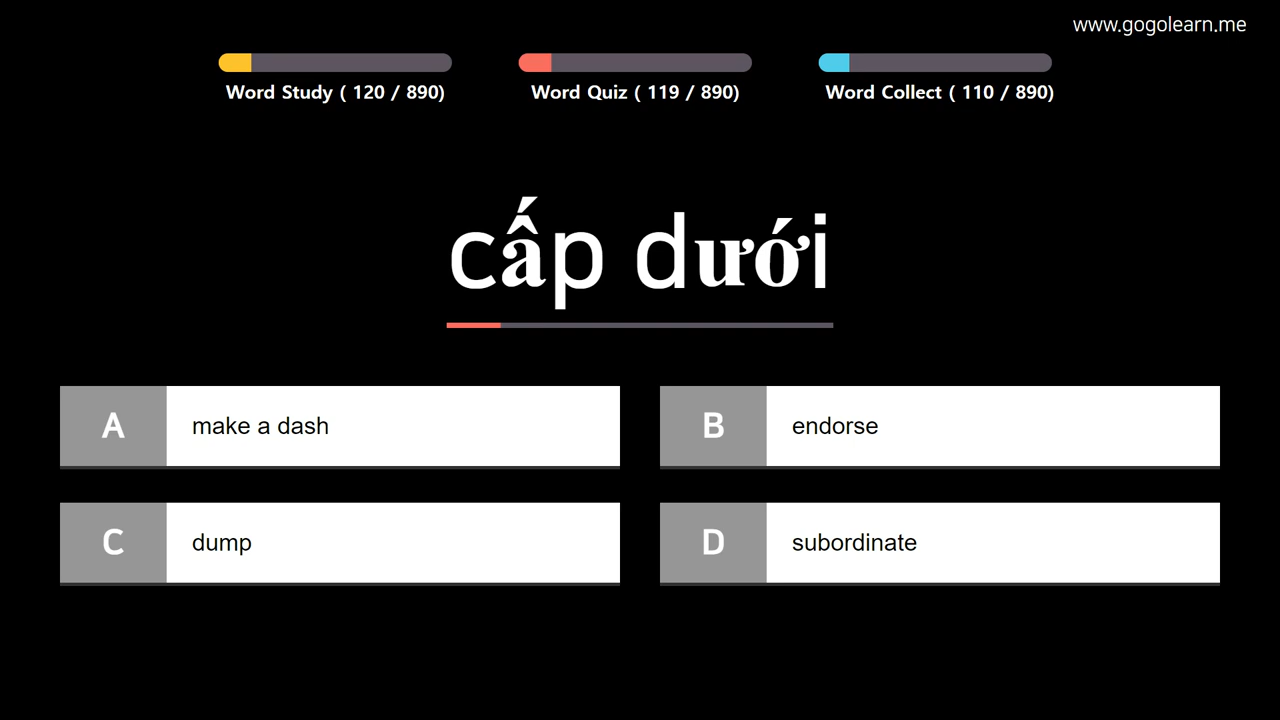 www.gogolearn.me
Word Study ( 120 / 890)
Word Quiz ( 119 / 890)
Word Collect ( 110 / 890)
cấp dưới
A make a dash
B endorse
C dump
D subordinate